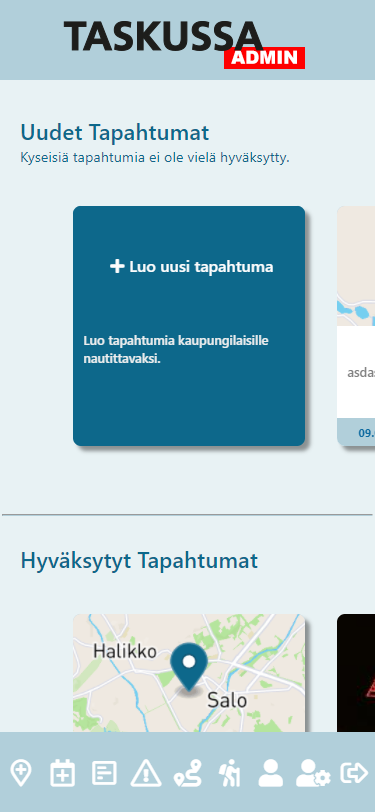 TASKUSSA
ADMIN
Uudet Tapahtumat
Kyseisiä tapahtumia ei ole vielä hyväksytty.
Luo uusi tapahtuma
Luo tapahtumia kaupungilaisille
nautittavaksi.
asdas
09.
Hyväksytyt Tapahtumat
Halikko
Salo